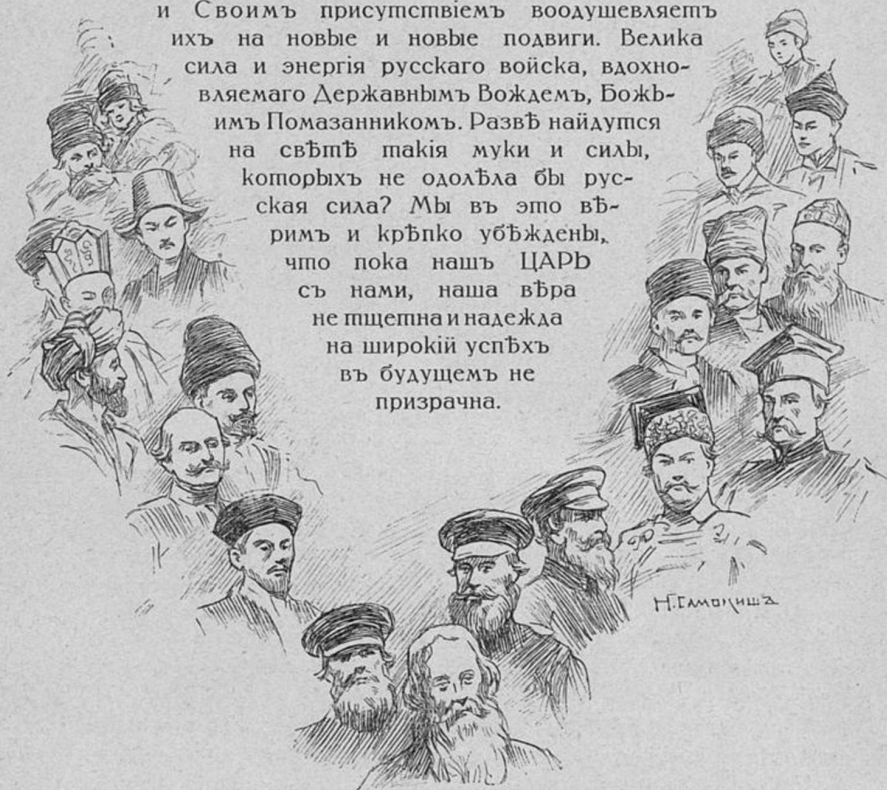 и Своимъ присутствіемъ воодушевляетъ
ихъ на новые и новые подвиги. Велика
сила и энергія русскаго войска, вдохно-
вляемаго Державнымъ Вождемъ, Божь-
имъ Помазанникомъ. Развѣ найдутся
на свѣтѣ такія муки и силы,
которыхъ не одолѣла бы рус-
ская сила? Мы въ это вѣ-
римъ и крѣпко убѣждены,
что пока нашъ ЦАРЬ
съ нами, наша вѣра
не тщетна и надежда
на широкій успѣхъ
въ будущемъ не
призрачна.
Н. Самокишъ